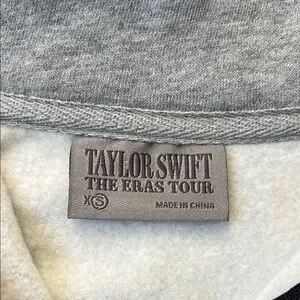 TAYLOR SWIFT
THE ERAS TOUR
XS MADE IN CHINA